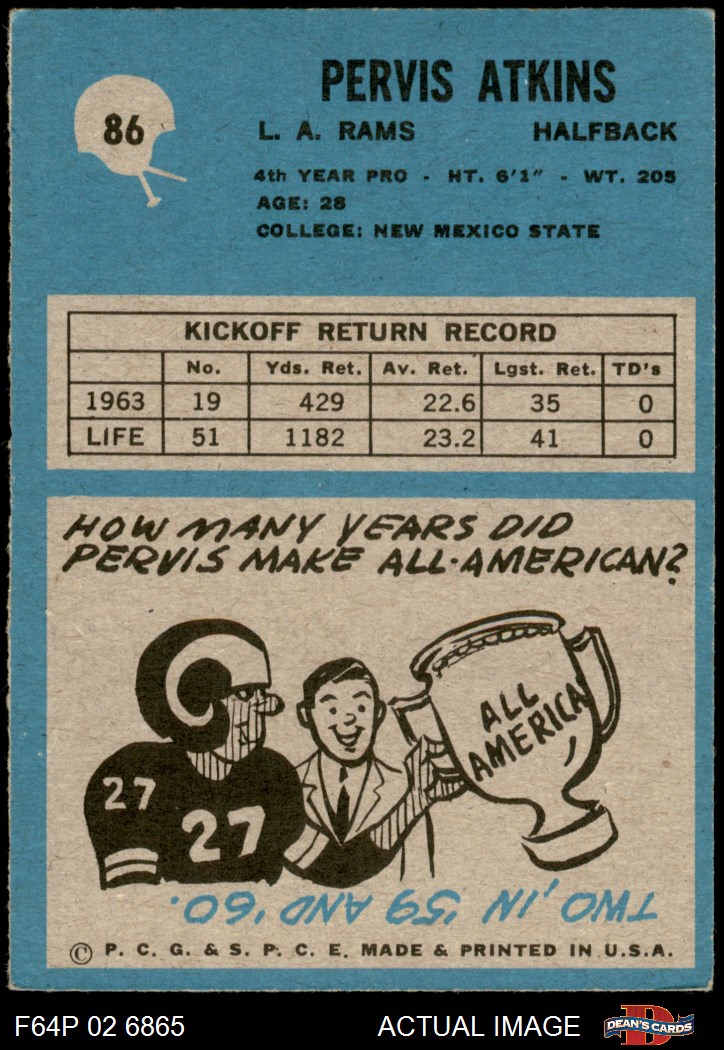 86
PERVIS ATKINS
L. A. RAMS HALFBACK
4th YEAR PRO - HT. 6'1" - WT. 205
AGE: 28
COLLEGE: NEW MEXICO STATE
KICKOFF RETURN RECORD
No. Yds. Ret. Av. Ret. Lgst. Ret. TD's
1963 19 429 22.6 35 0
LIFE 51 1182 23.2 41 0
HOW MANY YEARS DID
PERVIS MAKE ALL-AMERICAN?
ALL
AMERICA
27
27
TWO, IN '59 AND '60.
© P. C. G. & S. P. C. E. MADE & PRINTED IN U.S.A.
F64P 02 6865 ACTUAL IMAGE D DEAN'S CARDS